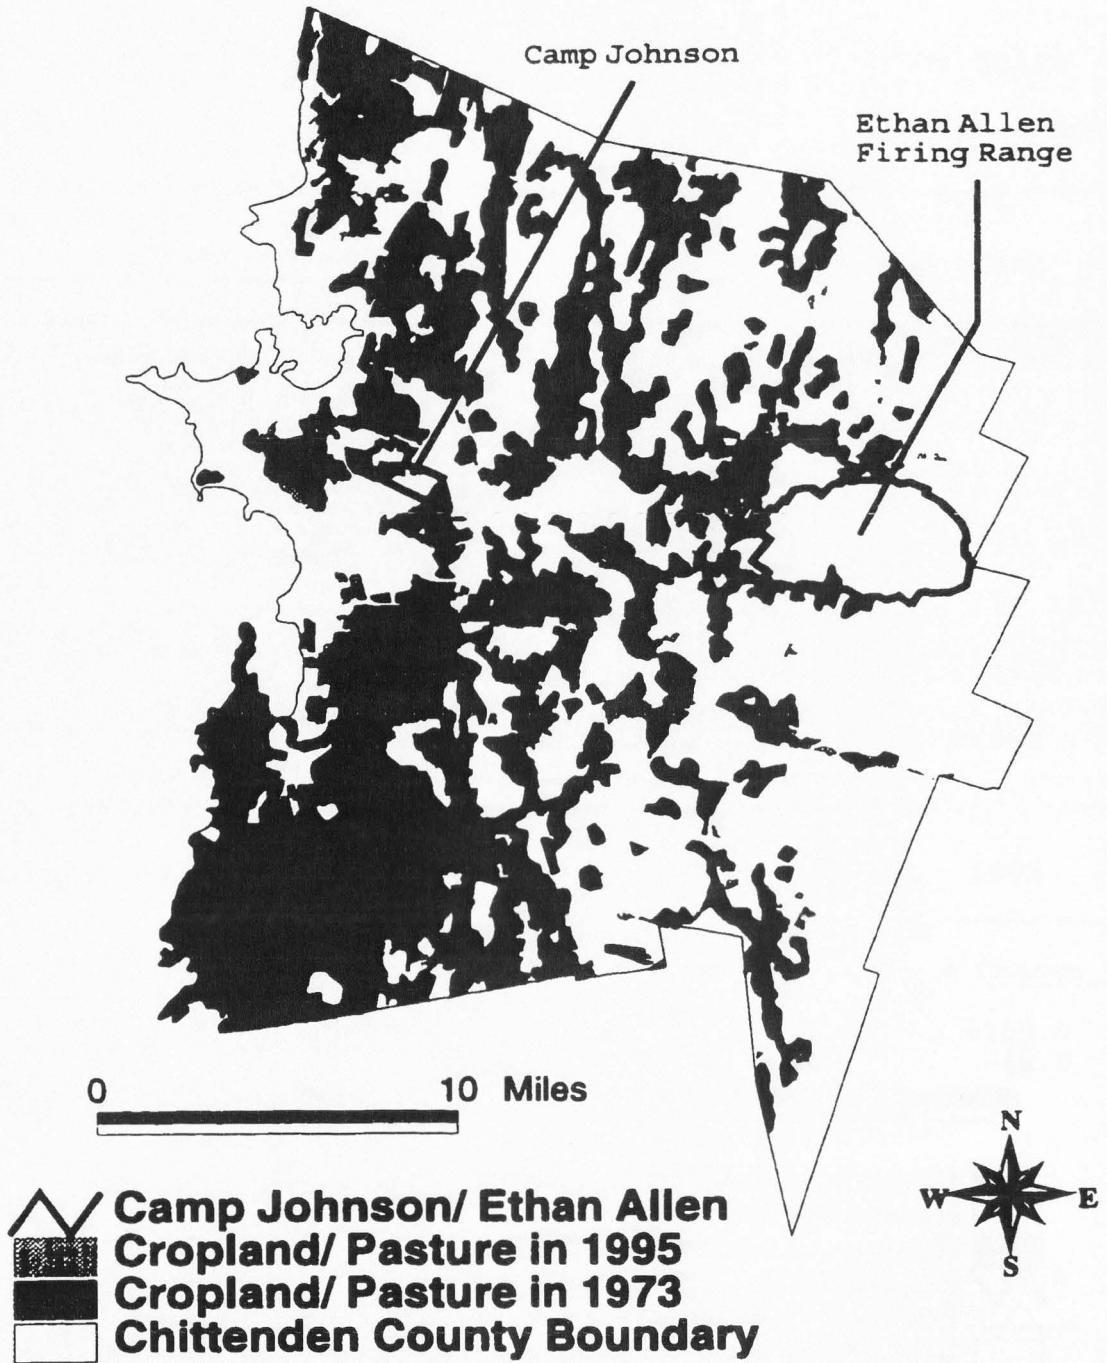 Camp Johnson
Ethan Allen
Firing Range
0 10 Miles
N
W E
S
Camp Johnson/ Ethan Allen
Cropland/ Pasture in 1995
Cropland/ Pasture in 1973
Chittenden County Boundary